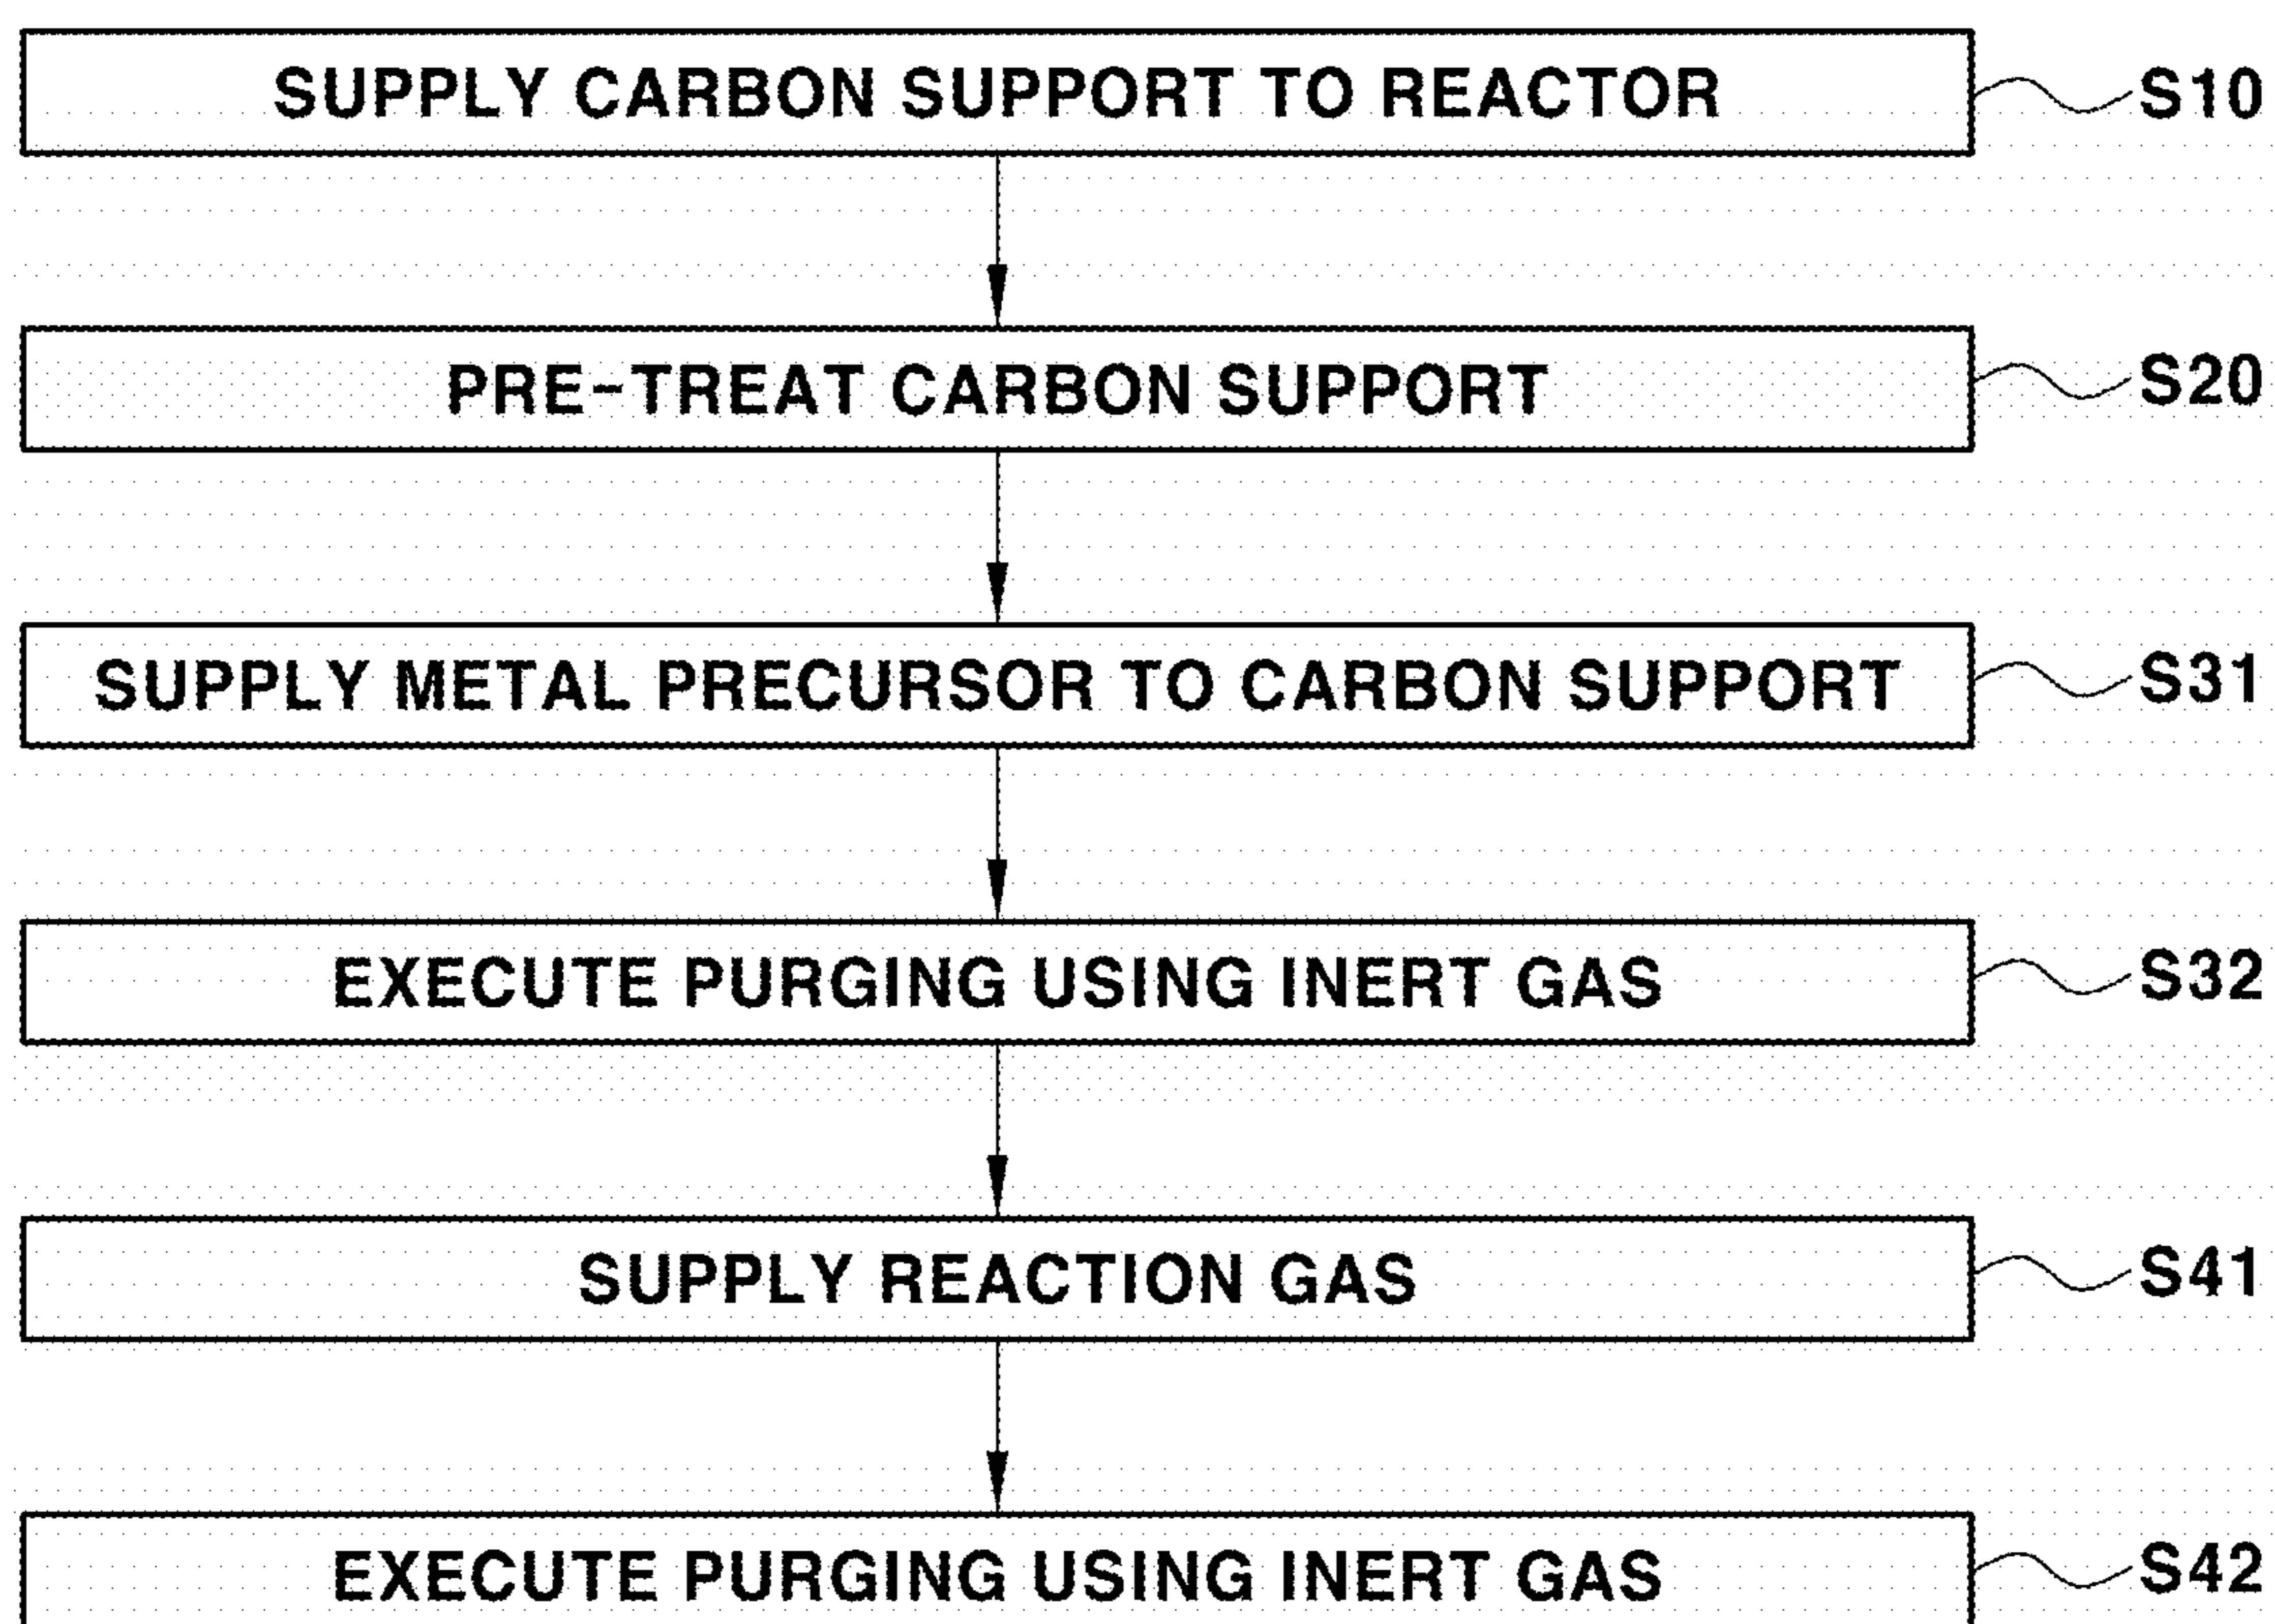 SUPPLY CARBON SUPPORT TO REACTOR S10
PRE-TREAT CARBON SUPPORT S20
SUPPLY METAL PRECURSOR TO CARBON SUPPORT S31
EXECUTE PURGING USING INERT GAS S32
SUPPLY REACTION GAS S41
EXECUTE PURGING USING INERT GAS S42